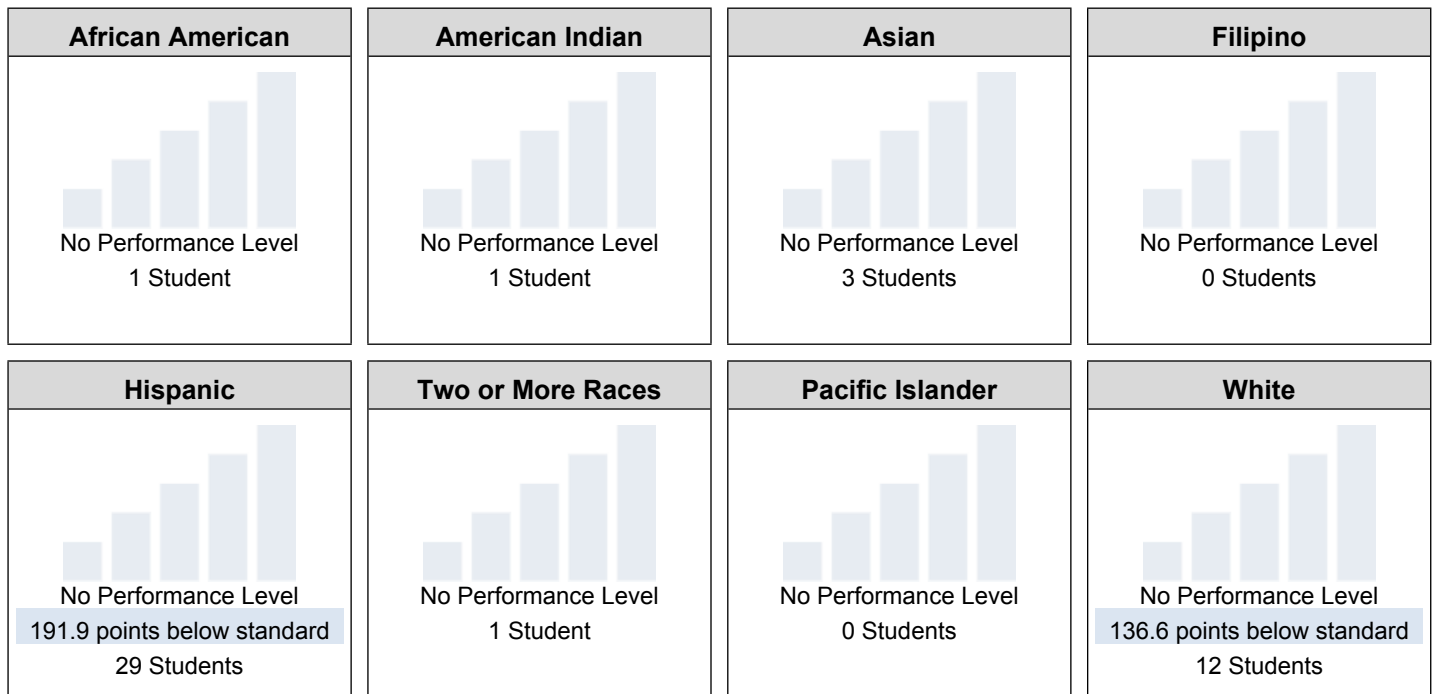 African American
No Performance Level
1 Student
American Indian
No Performance Level
1 Student
Asian
No Performance Level
3 Students
Filipino
No Performance Level
0 Students
Hispanic
No Performance Level
191.9 points below standard
29 Students
Two or More Races
No Performance Level
1 Student
Pacific Islander
No Performance Level
0 Students
White
No Performance Level
136.6 points below standard
12 Students